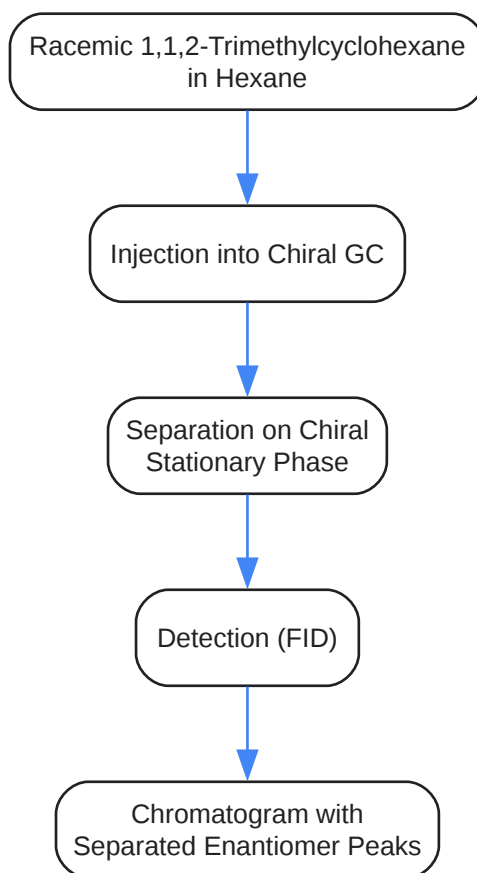 Racemic 1,1,2-Trimethylcyclohexane
in Hexane
Injection into Chiral GC
Separation on Chiral
Stationary Phase
Detection (FID)
Chromatogram with
Separated Enantiomer Peaks